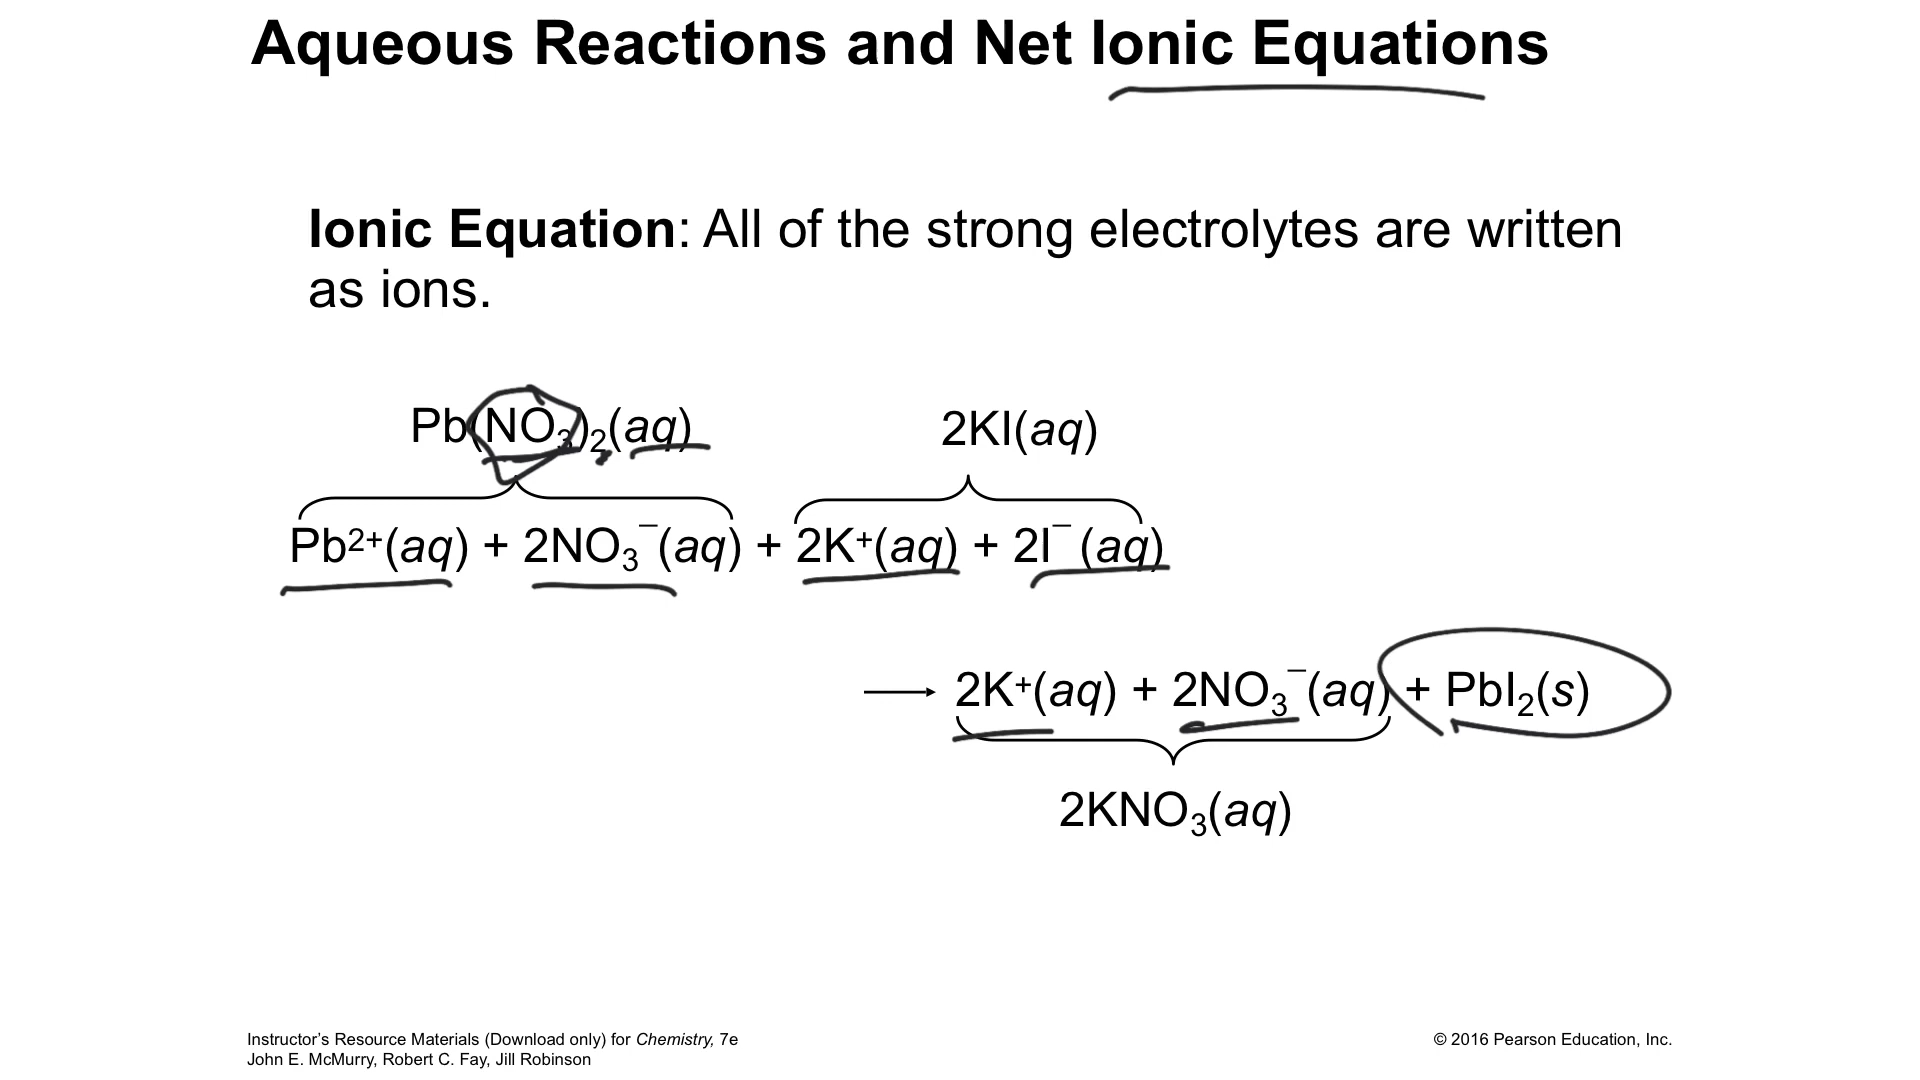 Aqueous Reactions and Net Ionic Equations
Ionic Equation: All of the strong electrolytes are written
as ions.
Pb(NO₃)₂(aq) 2KI(aq)
Pb²⁺(aq) + 2NO₃⁻(aq) + 2K⁺(aq) + 2I⁻(aq)
⟶ 2K⁺(aq) + 2NO₃⁻(aq) + PbI₂(s)
2KNO₃(aq)
Instructor's Resource Materials (Download only) for Chemistry, 7e
John E. McMurry, Robert C. Fay, Jill Robinson
© 2016 Pearson Education, Inc.